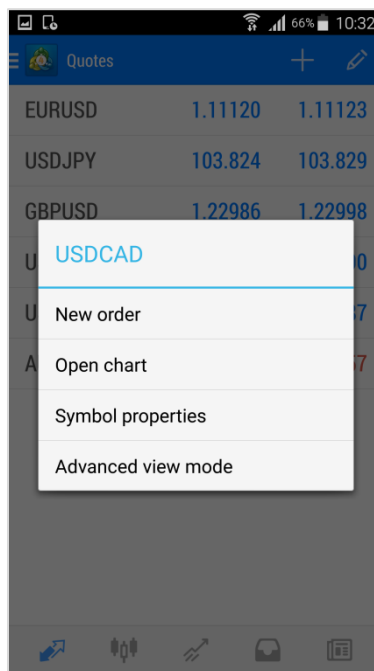 66% 10:32
Quotes
EURUSD 1.11120 1.11123
USDJPY 103.824 103.829
GBPUSD 1.22986 1.22998
USDCAD
New order
Open chart
Symbol properties
Advanced view mode